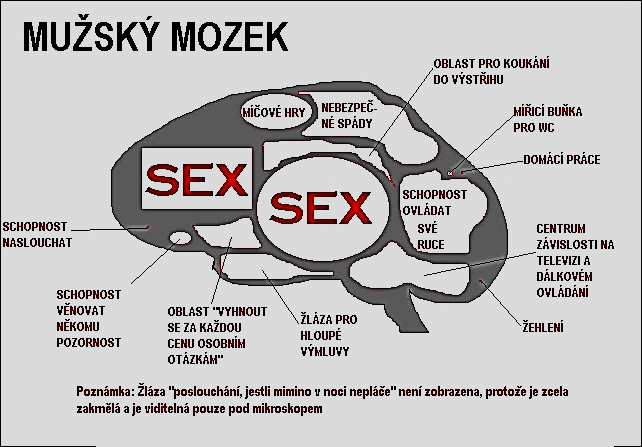 MUŽSKÝ MOZEK
OBLAST PRO KOUKÁNÍ
DO VÝSTŘIHU
MÍČOVÉ HRY
NEBEZPEČ-
NÉ SPÁDY
MÍŘICÍ BUŇKA
PRO WC
DOMÁCÍ PRÁCE
SEX
SEX
SCHOPNOST
OVLÁDAT
SVÉ
RUCE
SCHOPNOST
NASLOUCHAT
CENTRUM
ZÁVISLOSTI NA
TELEVIZI A
DÁLKOVÉM
OVLÁDÁNÍ
SCHOPNOST
VĚNOVAT
NĚKOMU
POZORNOST
OBLAST "VYHNOUT
SE ZA KAŽDOU
CENU OSOBNÍM
OTÁZKÁM"
ŽLÁZA PRO
HLOUPÉ
VÝMLUVY
ŽEHLENÍ
Poznámka: Žláza "poslouchání, jestli mimino v noci nepláče" není zobrazena, protože je zcela
zakrnělá a je viditelná pouze pod mikroskopem